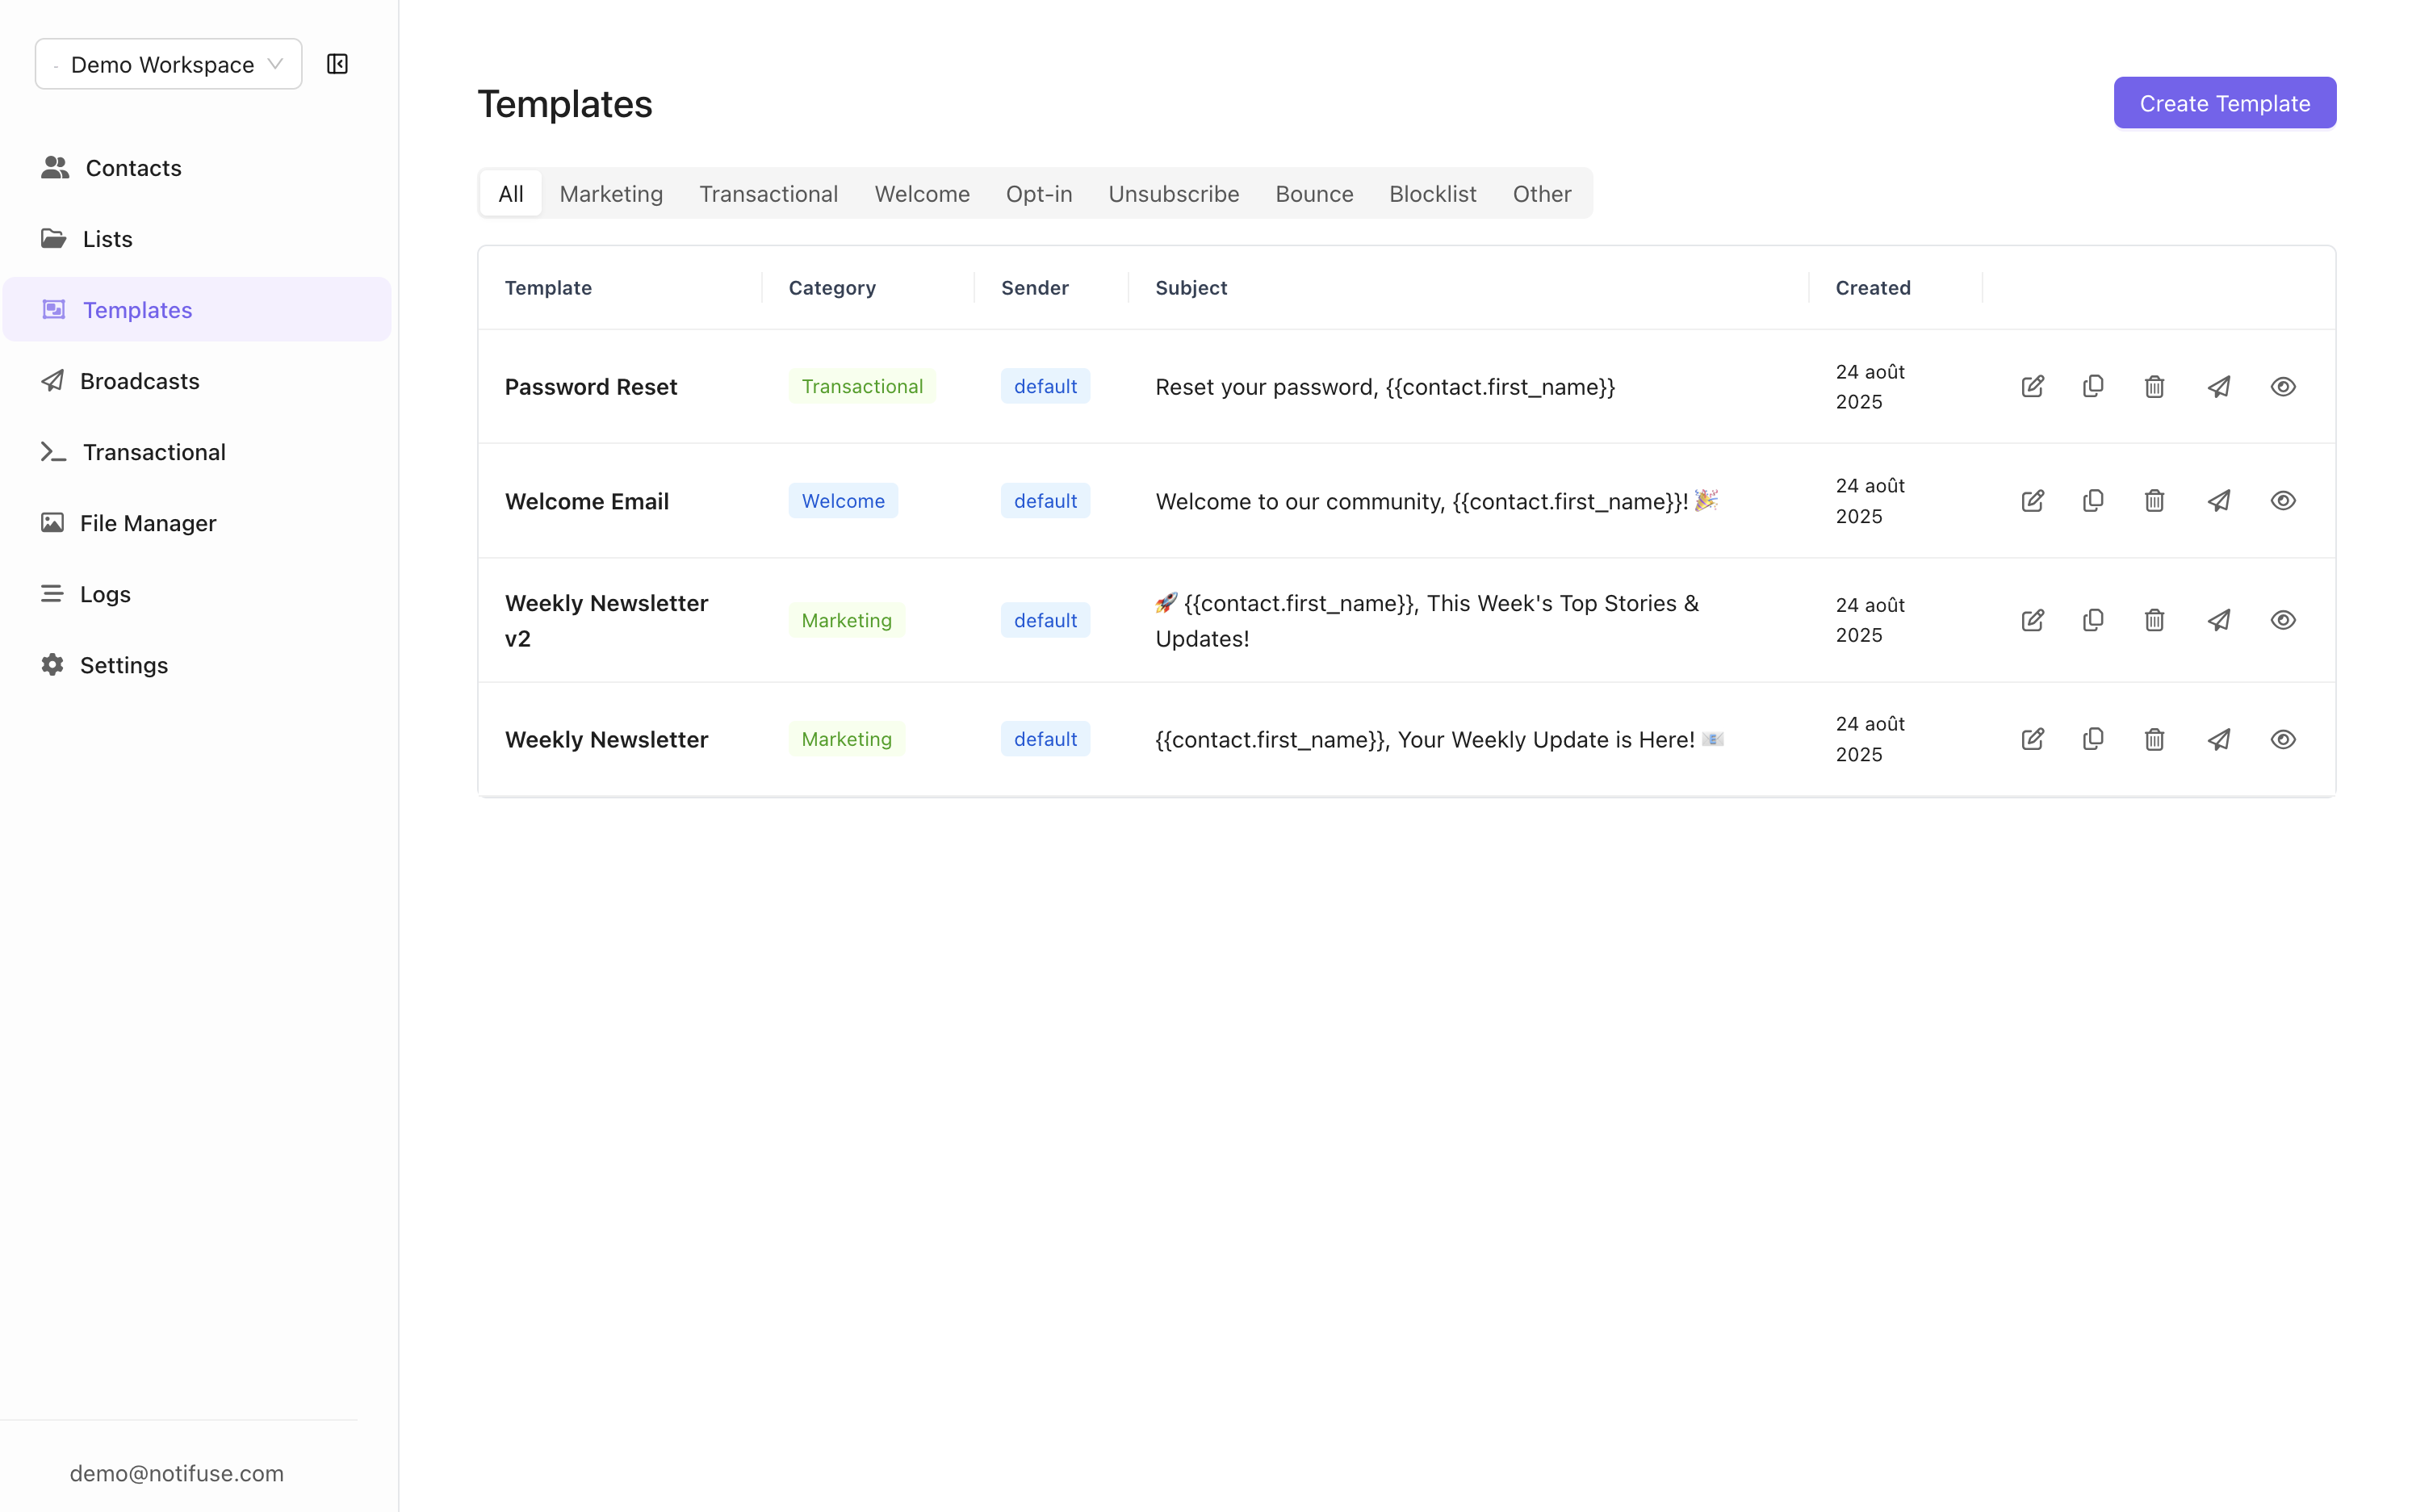 Demo Workspace
Contacts
Lists
Templates
Broadcasts
Transactional
File Manager
Logs
Settings
demo@notifuse.com
Templates
Create Template
All Marketing Transactional Welcome Opt-in Unsubscribe Bounce Blocklist Other
Template Category Sender Subject Created
Password Reset Transactional default Reset your password, {{contact.first_name}} 24 août
2025
Welcome Email Welcome default Welcome to our community, {{contact.first_name}}! 🎉 24 août
2025
Weekly Newsletter
v2
Marketing default
🚀 {{contact.first_name}}, This Week's Top Stories &
Updates!
24 août
2025
Weekly Newsletter Marketing default {{contact.first_name}}, Your Weekly Update is Here! 📧 24 août
2025